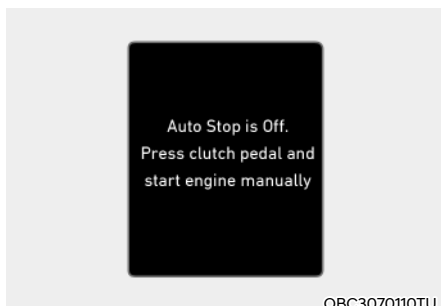 Auto Stop is Off.
Press clutch pedal and
start engine manually
OBC3070110TU